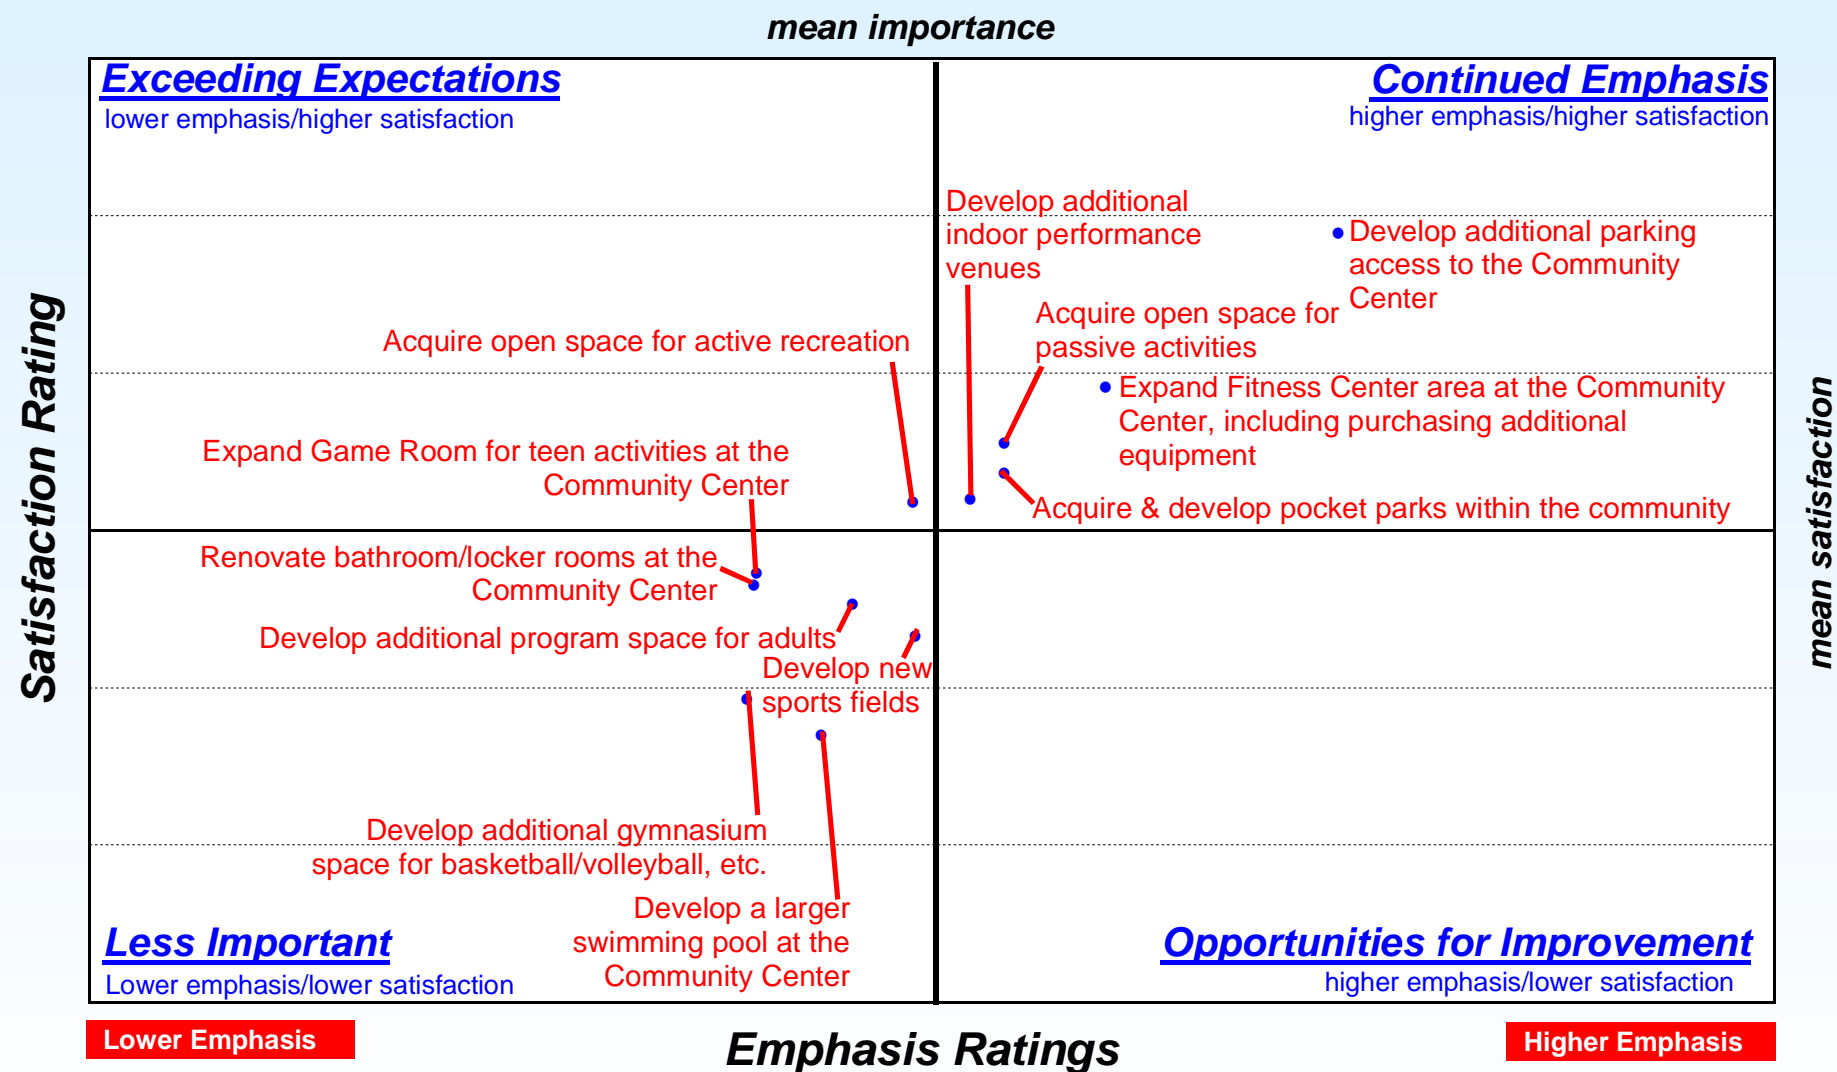 mean importance
Exceeding Expectations
lower emphasis/higher satisfaction
Continued Emphasis
higher emphasis/higher satisfaction
Develop additional
indoor performance
venues
Develop additional parking
access to the Community
Center
Acquire open space for
passive activities
Acquire open space for active recreation
Expand Fitness Center area at the Community
Center, including purchasing additional
equipment
Expand Game Room for teen activities at the
Community Center
Acquire & develop pocket parks within the community
Satisfaction Rating
mean satisfaction
Renovate bathroom/locker rooms at the
Community Center
Develop additional program space for adults
Develop new
sports fields
Develop additional gymnasium
space for basketball/volleyball, etc.
Develop a larger
swimming pool at the
Community Center
Less Important
Lower emphasis/lower satisfaction
Opportunities for Improvement
higher emphasis/lower satisfaction
Lower Emphasis
Emphasis Ratings
Higher Emphasis